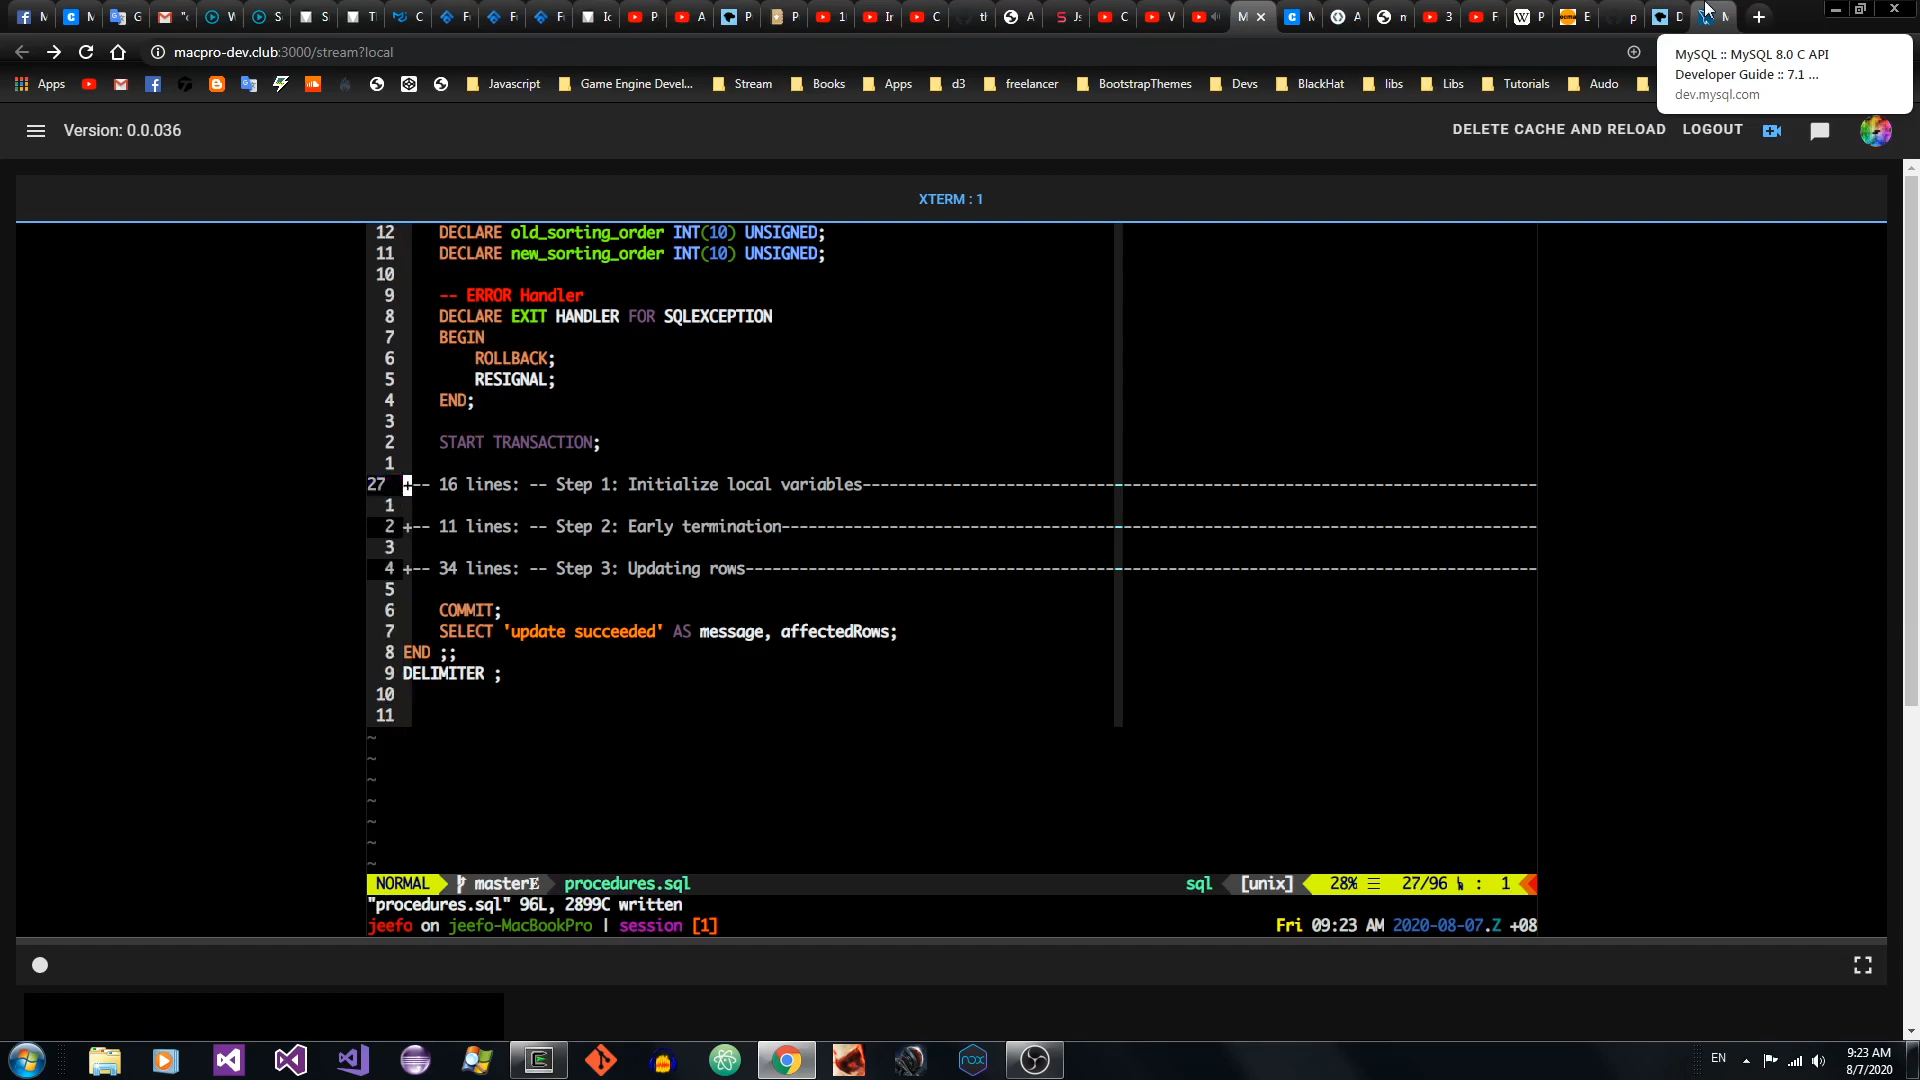 macpro-dev.club:3000/stream?local
MySQL :: MySQL 8.0 C API
Developer Guide :: 7.1 ...
dev.mysql.com
Apps
Javascript
Game Engine Devel...
Stream
Books
Apps
d3
freelancer
BootstrapThemes
Devs
BlackHat
libs
Libs
Tutorials
Audo
Version: 0.0.036
DELETE CACHE AND RELOAD
LOGOUT
XTERM : 1
12 DECLARE old_sorting_order INT(10) UNSIGNED;
11 DECLARE new_sorting_order INT(10) UNSIGNED;
10
9 -- ERROR Handler
8 DECLARE EXIT HANDLER FOR SQLEXCEPTION
7 BEGIN
6 ROLLBACK;
5 RESIGNAL;
4 END;
3
2 START TRANSACTION;
1
27 +-- 16 lines: -- Step 1: Initialize local variables
1
2 +-- 11 lines: -- Step 2: Early termination
3
4 +-- 34 lines: -- Step 3: Updating rows
5
6 COMMIT;
7 SELECT 'update succeeded' AS message, affectedRows;
8 END ;;
9 DELIMITER ;
10
11
~
~
~
~
~
~
~
NORMAL master procedures.sql sql [unix] 28% 27/96 : 1
"procedures.sql" 96L, 2899C written
jeefo on jeefo-MacBookPro | session [1] Fri 09:23 AM 2020-08-07.Z +08
nox
EN
9:23 AM
8/7/2020